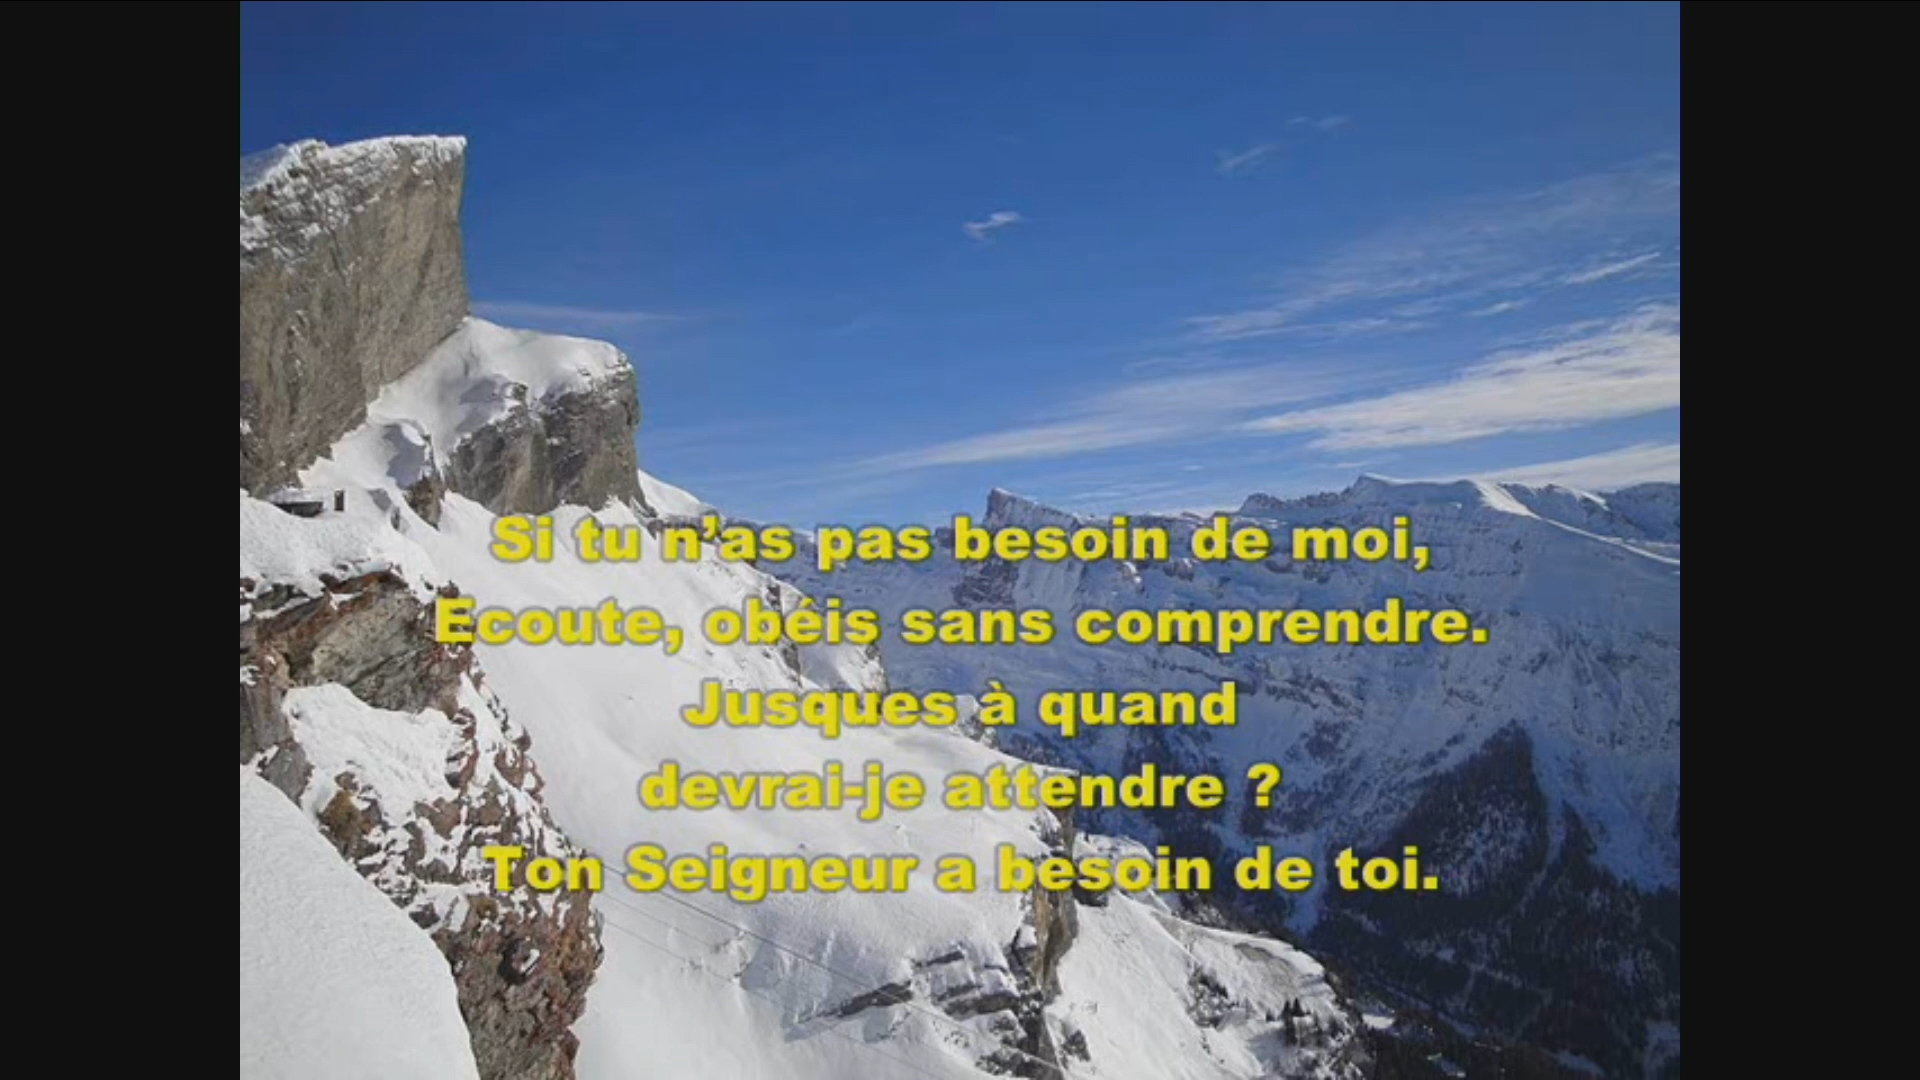 Si tu n’as pas besoin de moi,
Ecoute, obéis sans comprendre.
Jusques à quand
devrai-je attendre ?
Ton Seigneur a besoin de toi.